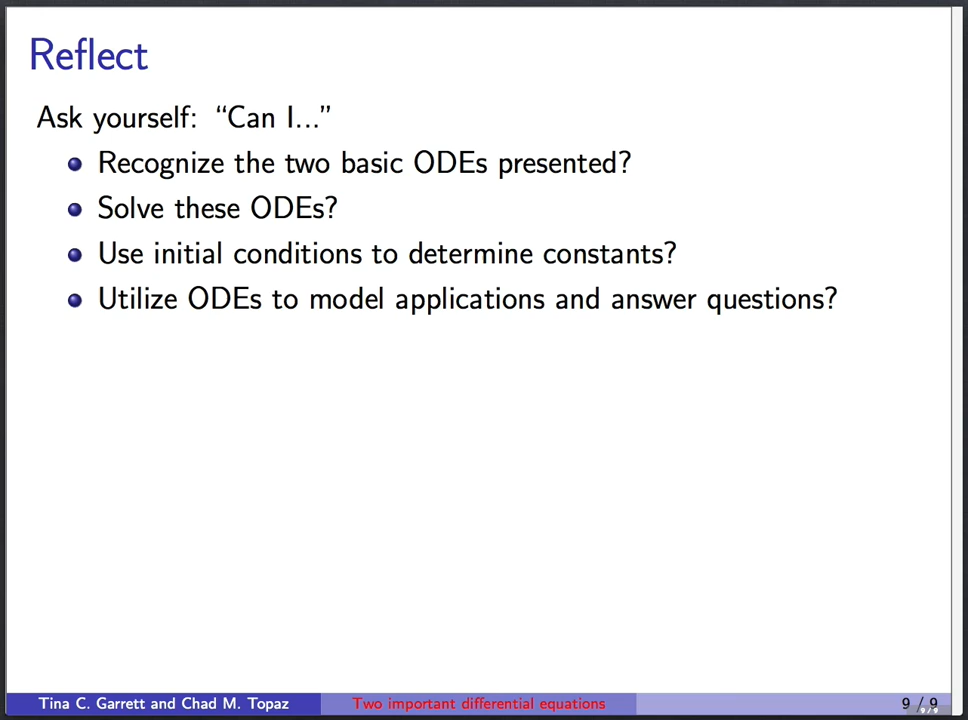 Reflect
Ask yourself: “Can I...”
Recognize the two basic ODEs presented?
Solve these ODEs?
Use initial conditions to determine constants?
Utilize ODEs to model applications and answer questions?
Tina C. Garrett and Chad M. Topaz Two important differential equations 9 / 9
9 / 9